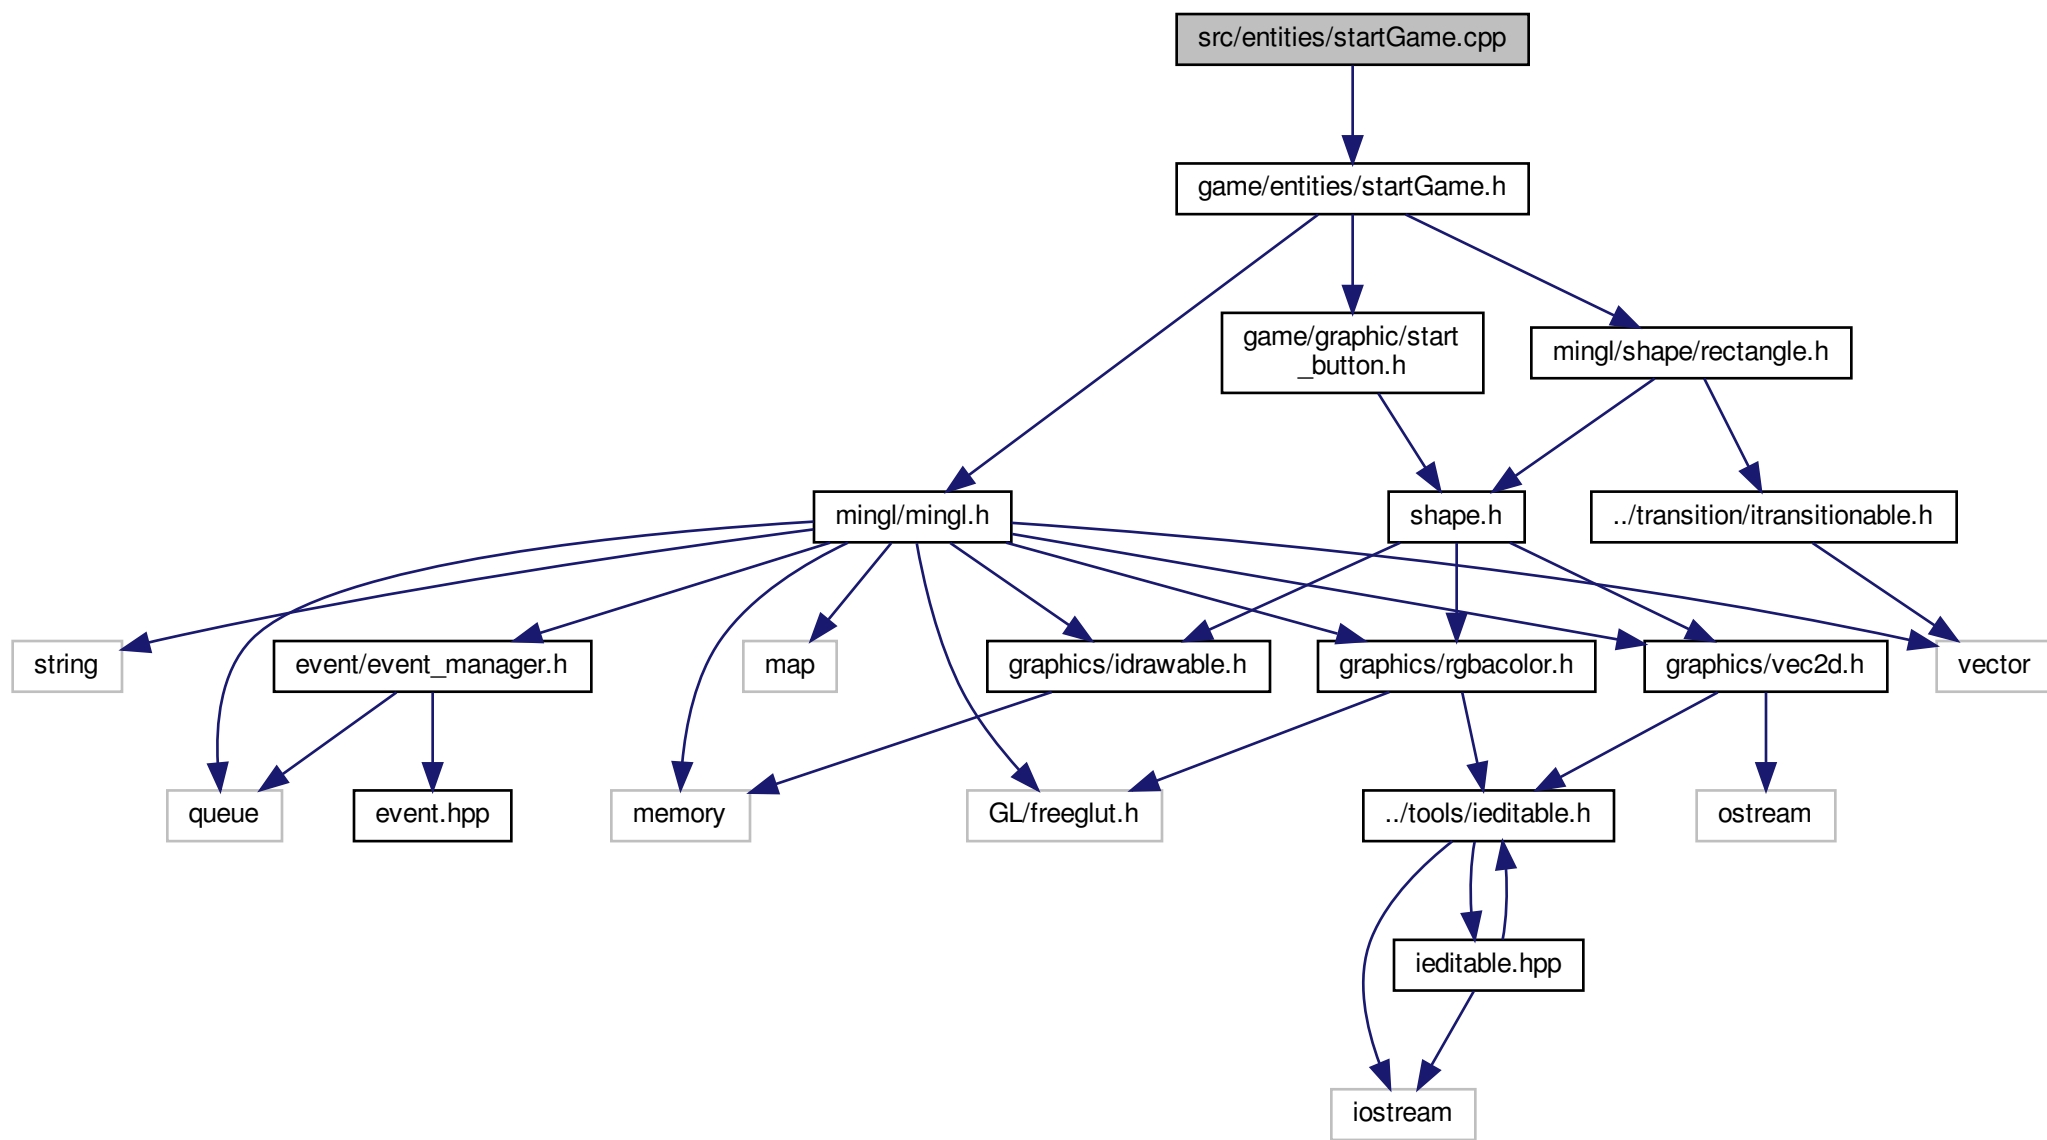 src/entities/startGame.cpp
game/entities/startGame.h
game/graphic/start
_button.h
mingl/shape/rectangle.h
mingl/mingl.h
shape.h
../transition/itransitionable.h
string
event/event_manager.h
map
graphics/idrawable.h
graphics/rgbacolor.h
graphics/vec2d.h
vector
queue
event.hpp
memory
GL/freeglut.h
../tools/ieditable.h
ostream
ieditable.hpp
iostream